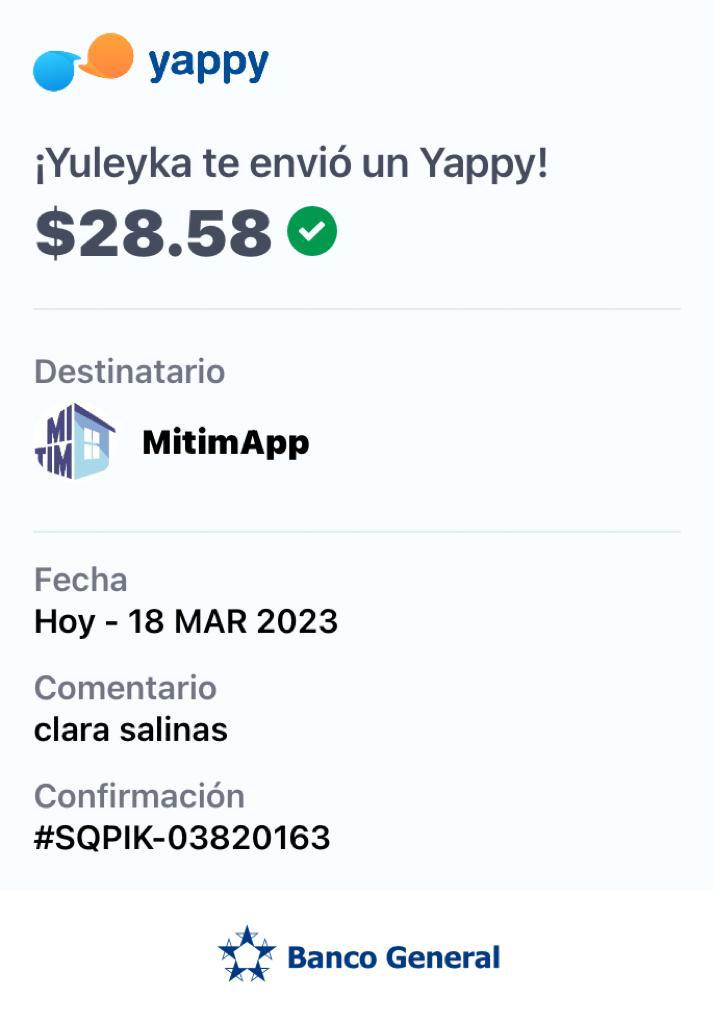 yappy
¡Yuleyka te envió un Yappy!
$28.58
Destinatario
MI
TIM
MitimApp
Fecha
Hoy - 18 MAR 2023
Comentario
clara salinas
Confirmación
#SQPIK-03820163
Banco General